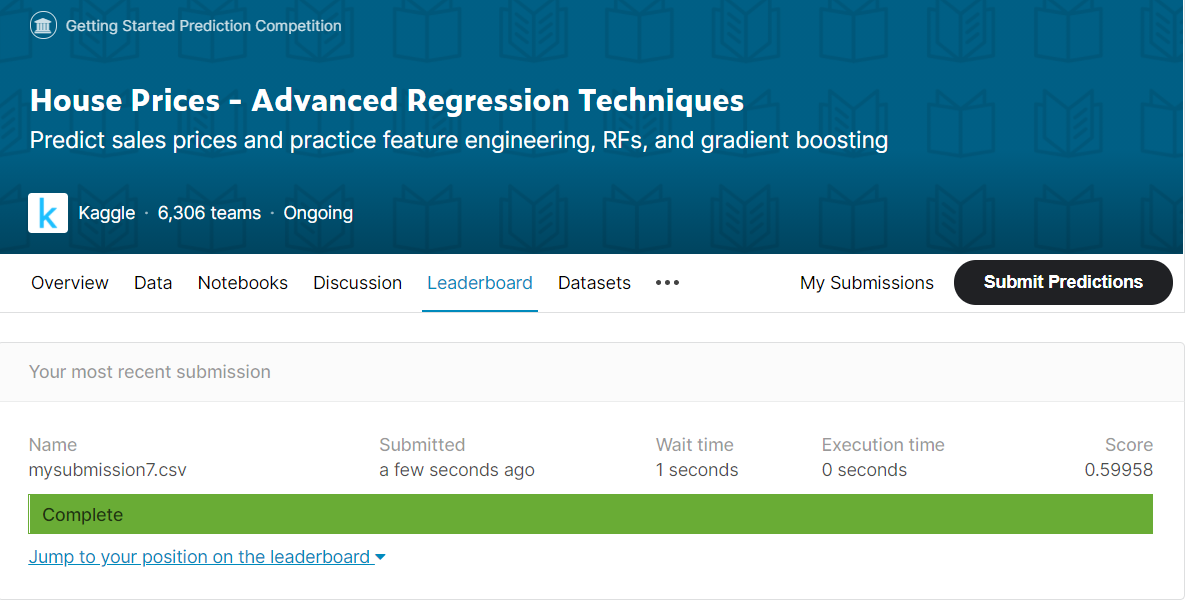 Getting Started Prediction Competition
House Prices - Advanced Regression Techniques
Predict sales prices and practice feature engineering, RFs, and gradient boosting
k Kaggle · 6,306 teams · Ongoing
Overview Data Notebooks Discussion Leaderboard Datasets ••• My Submissions Submit Predictions
Your most recent submission
Name Submitted Wait time Execution time Score
mysubmission7.csv a few seconds ago 1 seconds 0 seconds 0.59958
Complete
Jump to your position on the leaderboard